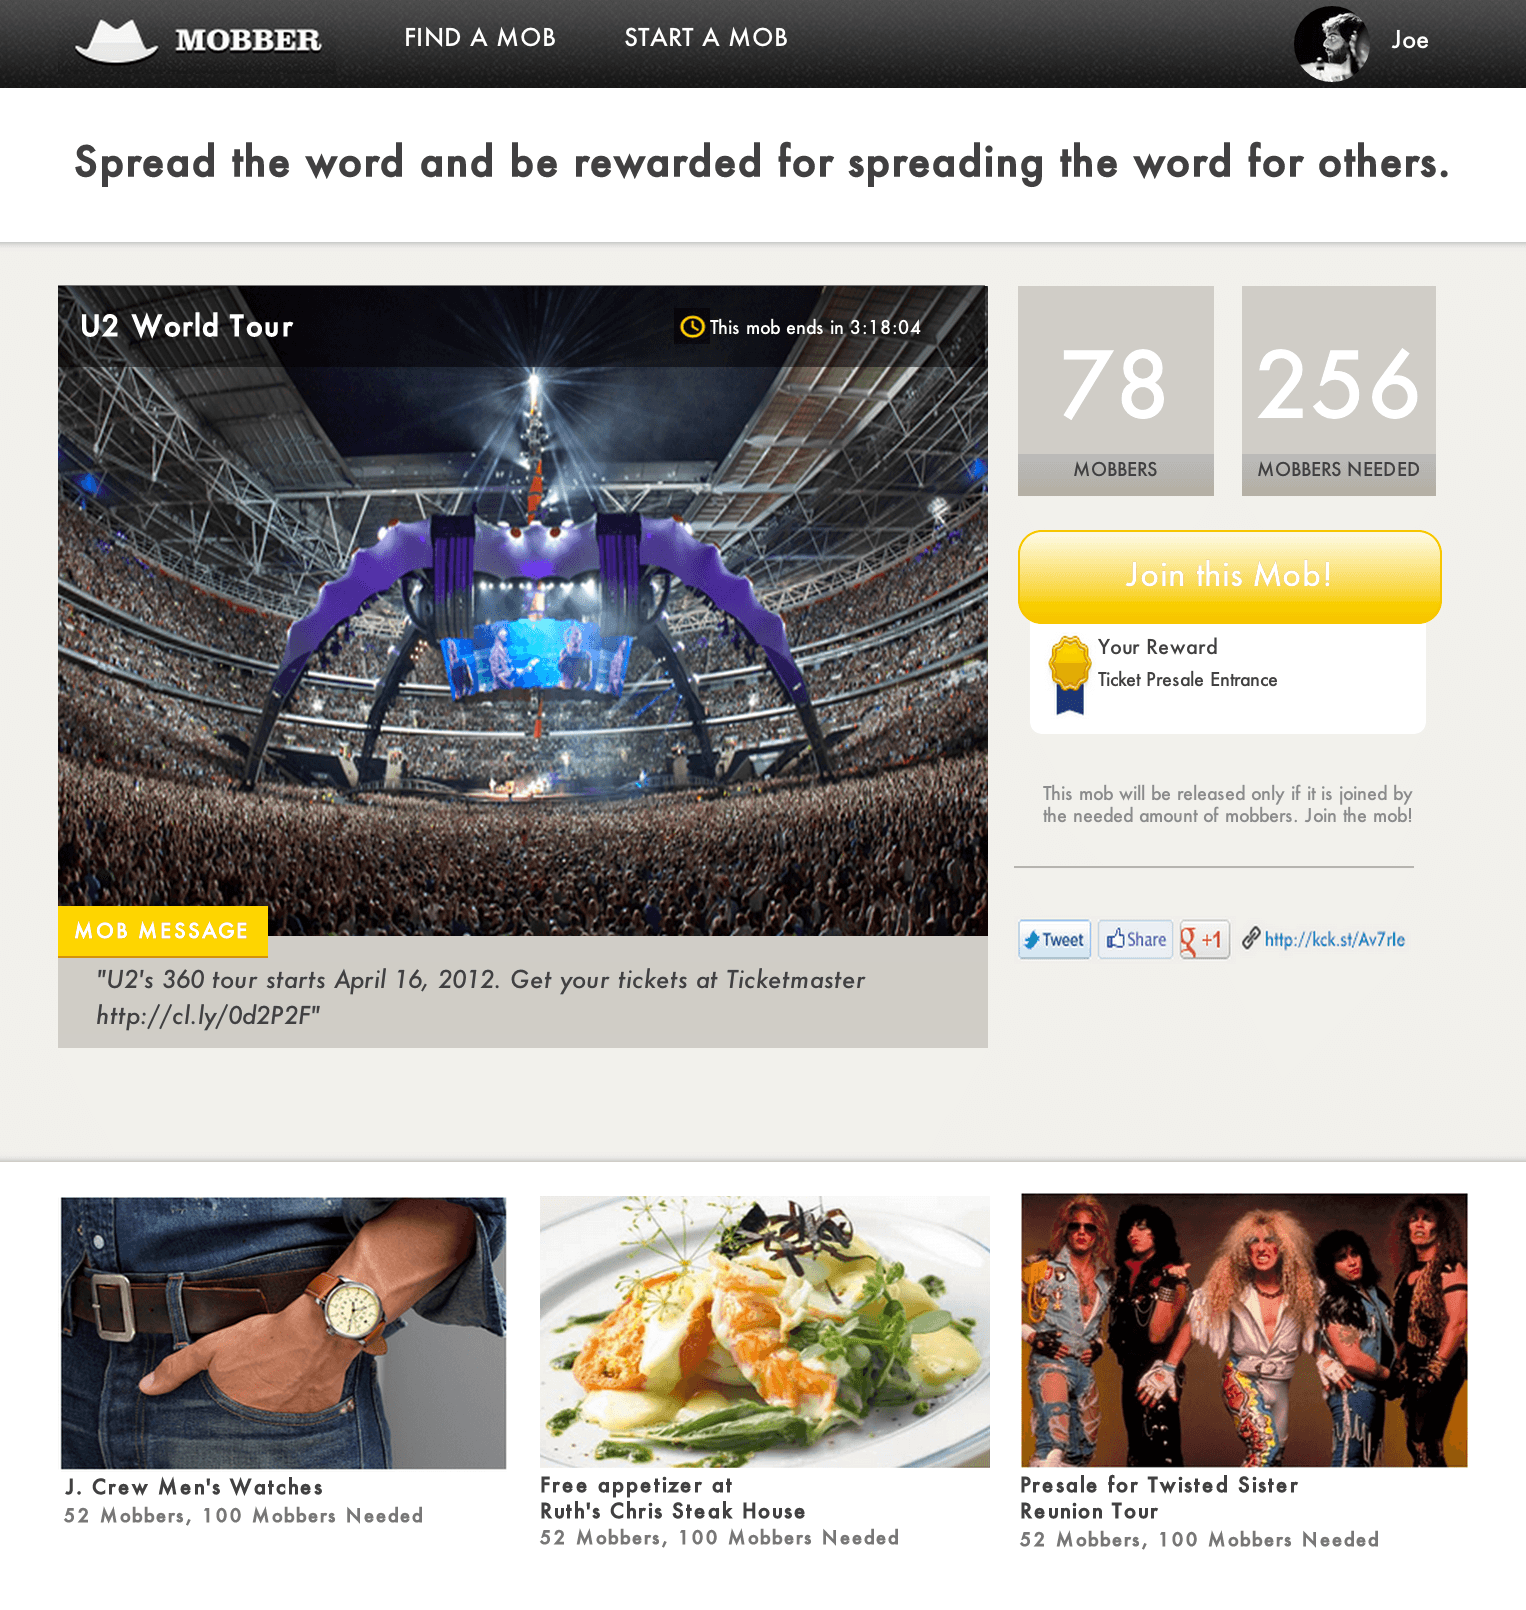 MOBBER
FIND A MOB
START A MOB
Joe
Spread the word and be rewarded for spreading the word for others.
U2 World Tour
This mob ends in 3:18:04
78
MOBBERS
256
MOBBERS NEEDED
Join this Mob!
Your Reward
Ticket Presale Entrance
This mob will be released only if it is joined by
the needed amount of mobbers. Join the mob!
Tweet
Share
g +1
http://kck.st/Av7rle
MOB MESSAGE
"U2's 360 tour starts April 16, 2012. Get your tickets at Ticketmaster
http://cl.ly/0d2P2F"
J. Crew Men's Watches
52 Mobbers, 100 Mobbers Needed
Free appetizer at
Ruth's Chris Steak House
52 Mobbers, 100 Mobbers Needed
Presale for Twisted Sister
Reunion Tour
52 Mobbers, 100 Mobbers Needed